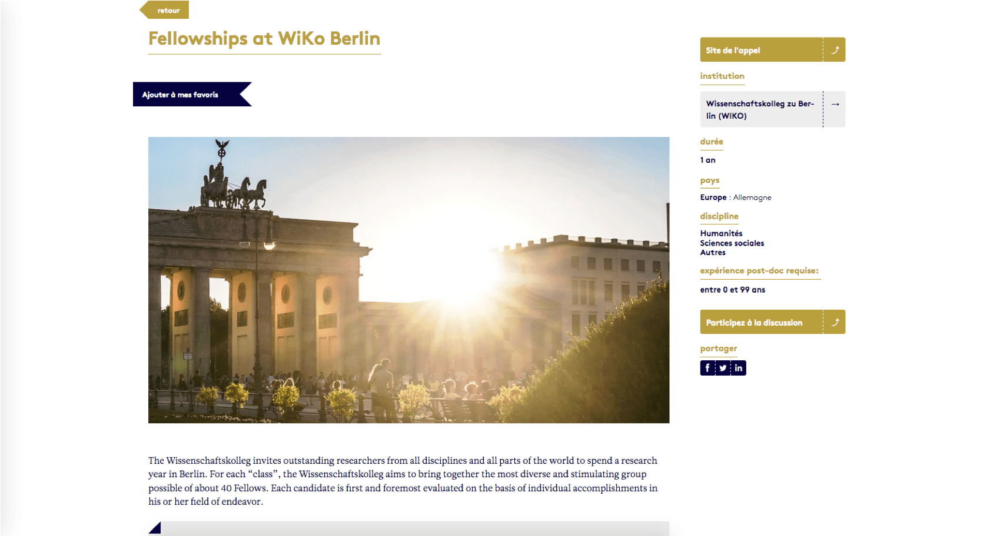 retour
Fellowships at WiKo Berlin
Ajouter à mes favoris
The Wissenschaftskolleg invites outstanding researchers from all disciplines and all parts of the world to spend a research
year in Berlin. For each “class”, the Wissenschaftskolleg aims to bring together the most diverse and stimulating group
possible of about 40 Fellows. Each candidate is first and foremost evaluated on the basis of individual accomplishments in
his or her field of endeavor.
Site de l'appel
institution
Wissenschaftskolleg zu Ber-
lin (WIKO)
durée
1 an
pays
Europe : Allemagne
discipline
Humanités
Sciences sociales
Autres
expérience post-doc requise:
entre 0 et 99 ans
Participez à la discussion
partager